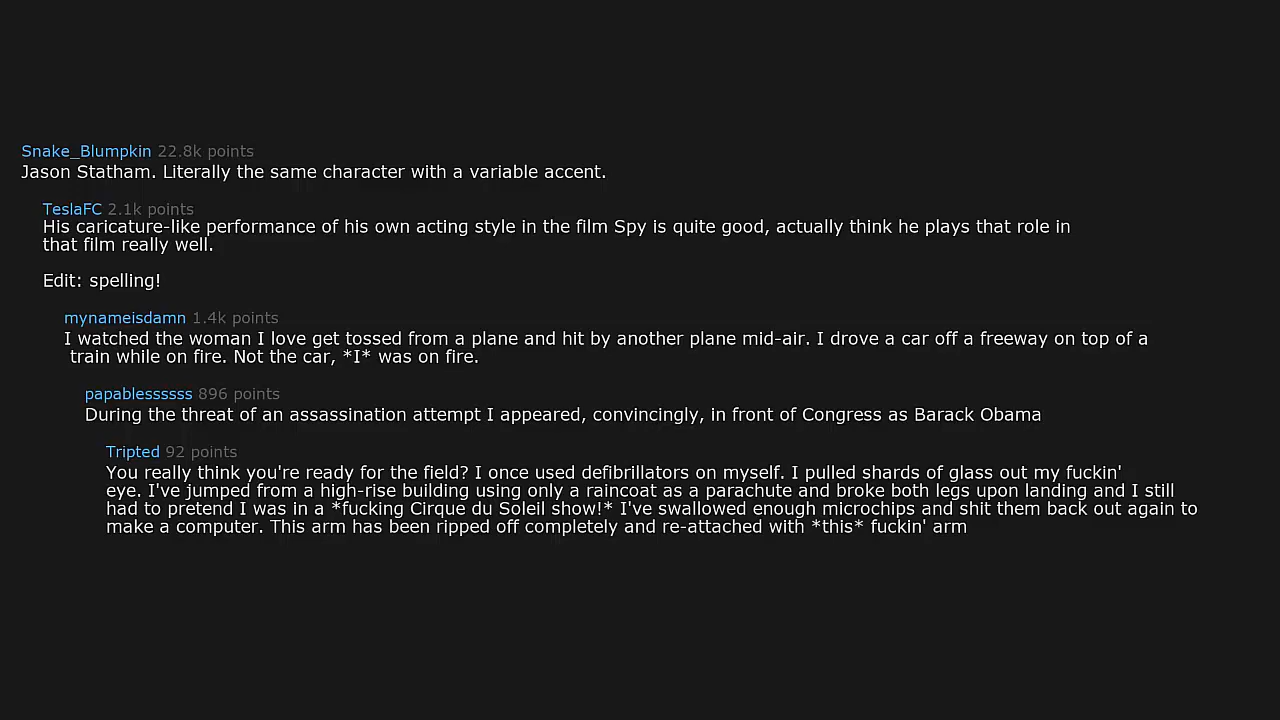 Snake_Blumpkin 22.8k points
Jason Statham. Literally the same character with a variable accent.
TeslaFC 2.1k points
His caricature-like performance of his own acting style in the film Spy is quite good, actually think he plays that role in
that film really well.
Edit: spelling!
mynameisdamn 1.4k points
I watched the woman I love get tossed from a plane and hit by another plane mid-air. I drove a car off a freeway on top of a
train while on fire. Not the car, *I* was on fire.
papablessssss 896 points
During the threat of an assassination attempt I appeared, convincingly, in front of Congress as Barack Obama
Tripted 92 points
You really think you're ready for the field? I once used defibrillators on myself. I pulled shards of glass out my fuckin'
eye. I've jumped from a high-rise building using only a raincoat as a parachute and broke both legs upon landing and I still
had to pretend I was in a *fucking Cirque du Soleil show!* I've swallowed enough microchips and shit them back out again to
make a computer. This arm has been ripped off completely and re-attached with *this* fuckin' arm